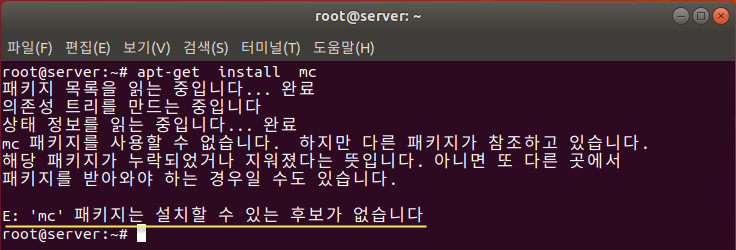 root@server: ~
파일(F) 편집(E) 보기(V) 검색(S) 터미널(T) 도움말(H)
root@server:~# apt-get  install  mc
패키지 목록을 읽는 중입니다... 완료
의존성 트리를 만드는 중입니다
상태 정보를 읽는 중입니다... 완료
mc 패키지를 사용할 수 없습니다.  하지만 다른 패키지가 참조하고 있습니다.
해당 패키지가 누락되었거나 지워졌다는 뜻입니다. 아니면 또 다른 곳에서
패키지를 받아와야 하는 경우일 수도 있습니다.
E: 'mc' 패키지는 설치할 수 있는 후보가 없습니다
root@server:~#